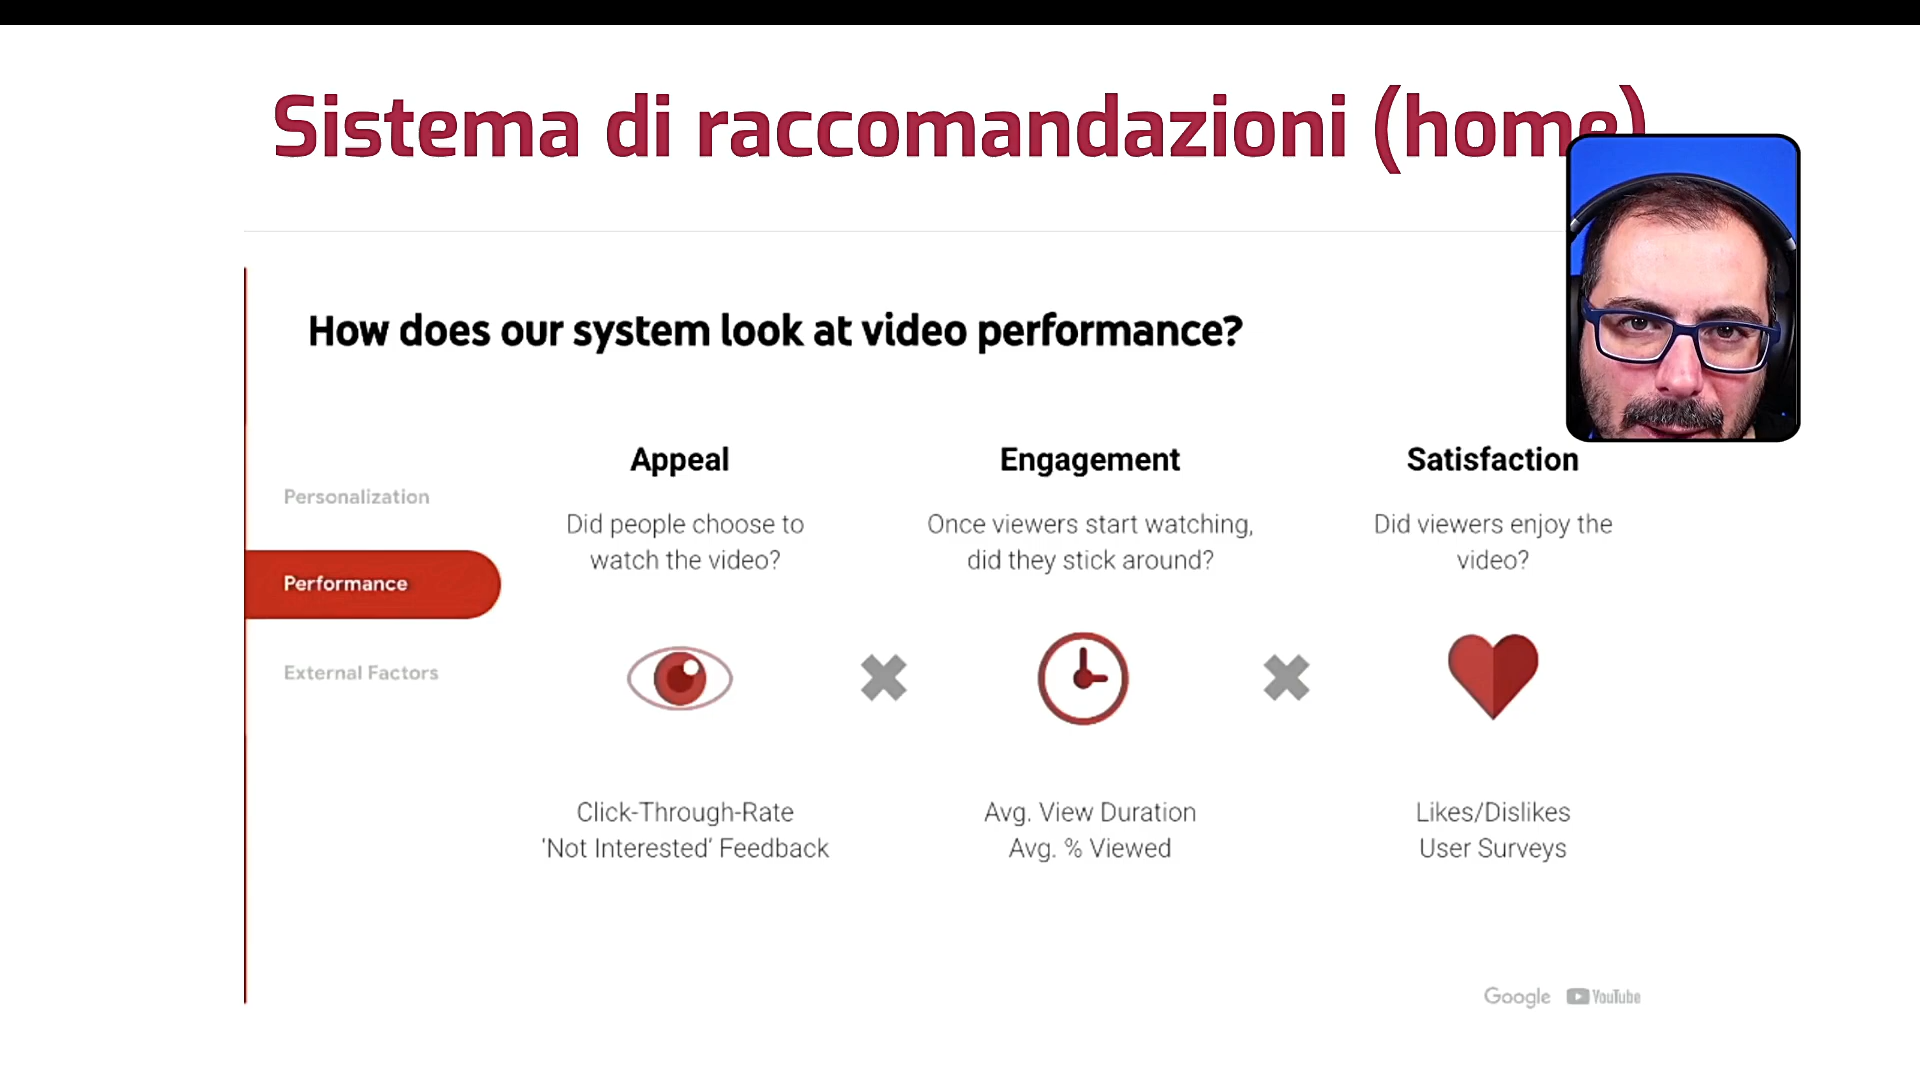 Sistema di raccomandazioni (home)
How does our system look at video performance?
Personalization
Performance
External Factors
Appeal
Did people choose to
watch the video?
Click-Through-Rate
‘Not Interested’ Feedback
Engagement
Once viewers start watching,
did they stick around?
Avg. View Duration
Avg. % Viewed
Satisfaction
Did viewers enjoy the
video?
Likes/Dislikes
User Surveys
Google YouTube